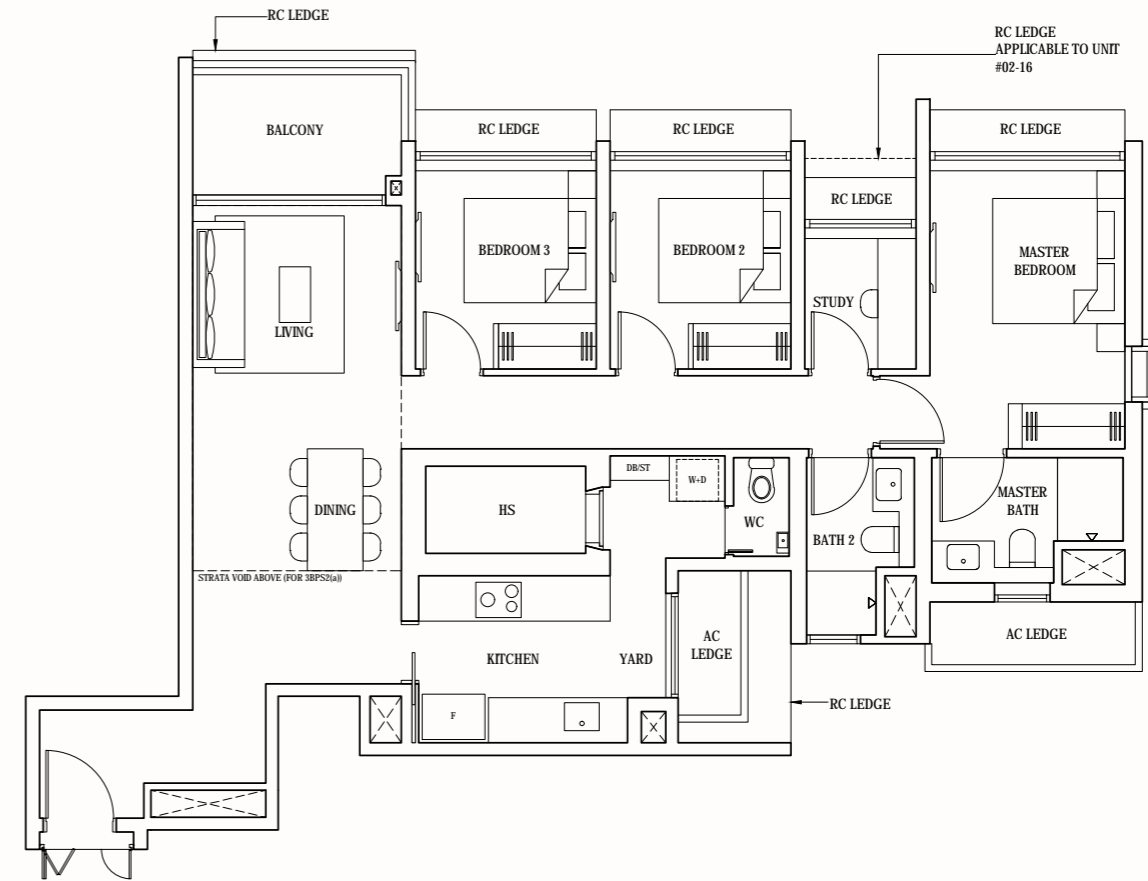 RC LEDGE
RC LEDGE
APPLICABLE TO UNIT
#02-16
BALCONY
RC LEDGE
RC LEDGE
RC LEDGE
RC LEDGE
BEDROOM 3
BEDROOM 2
MASTER
BEDROOM
STUDY
LIVING
DB/ST
W+D
HS
DINING
WC
MASTER
BATH
BATH 2
STRATA VOID ABOVE (FOR 3BPS2(a))
AC
LEDGE
AC LEDGE
KITCHEN
YARD
RC LEDGE
F